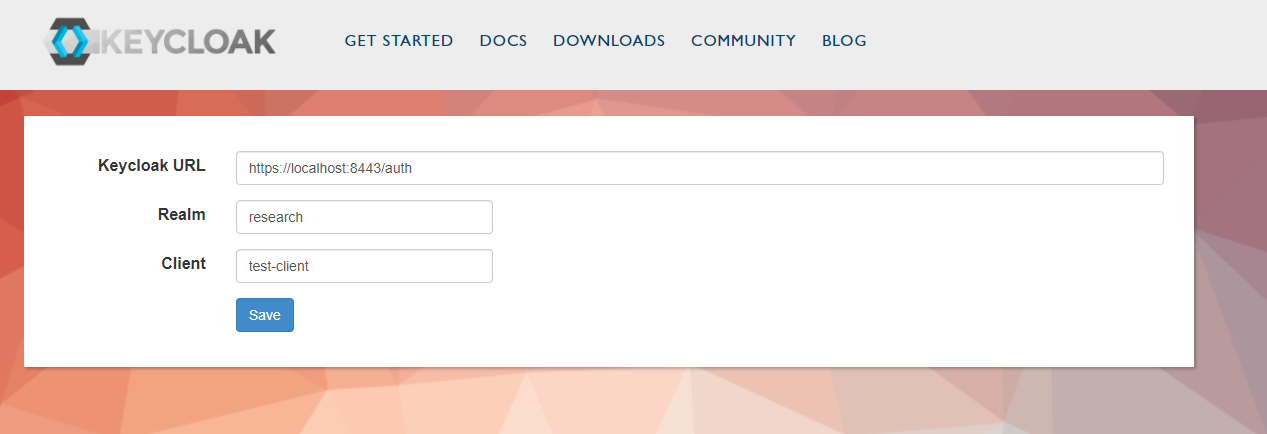 KEYCLOAK GET STARTED DOCS DOWNLOADS COMMUNITY BLOG
Keycloak URL https://localhost:8443/auth
Realm research
Client test-client
Save